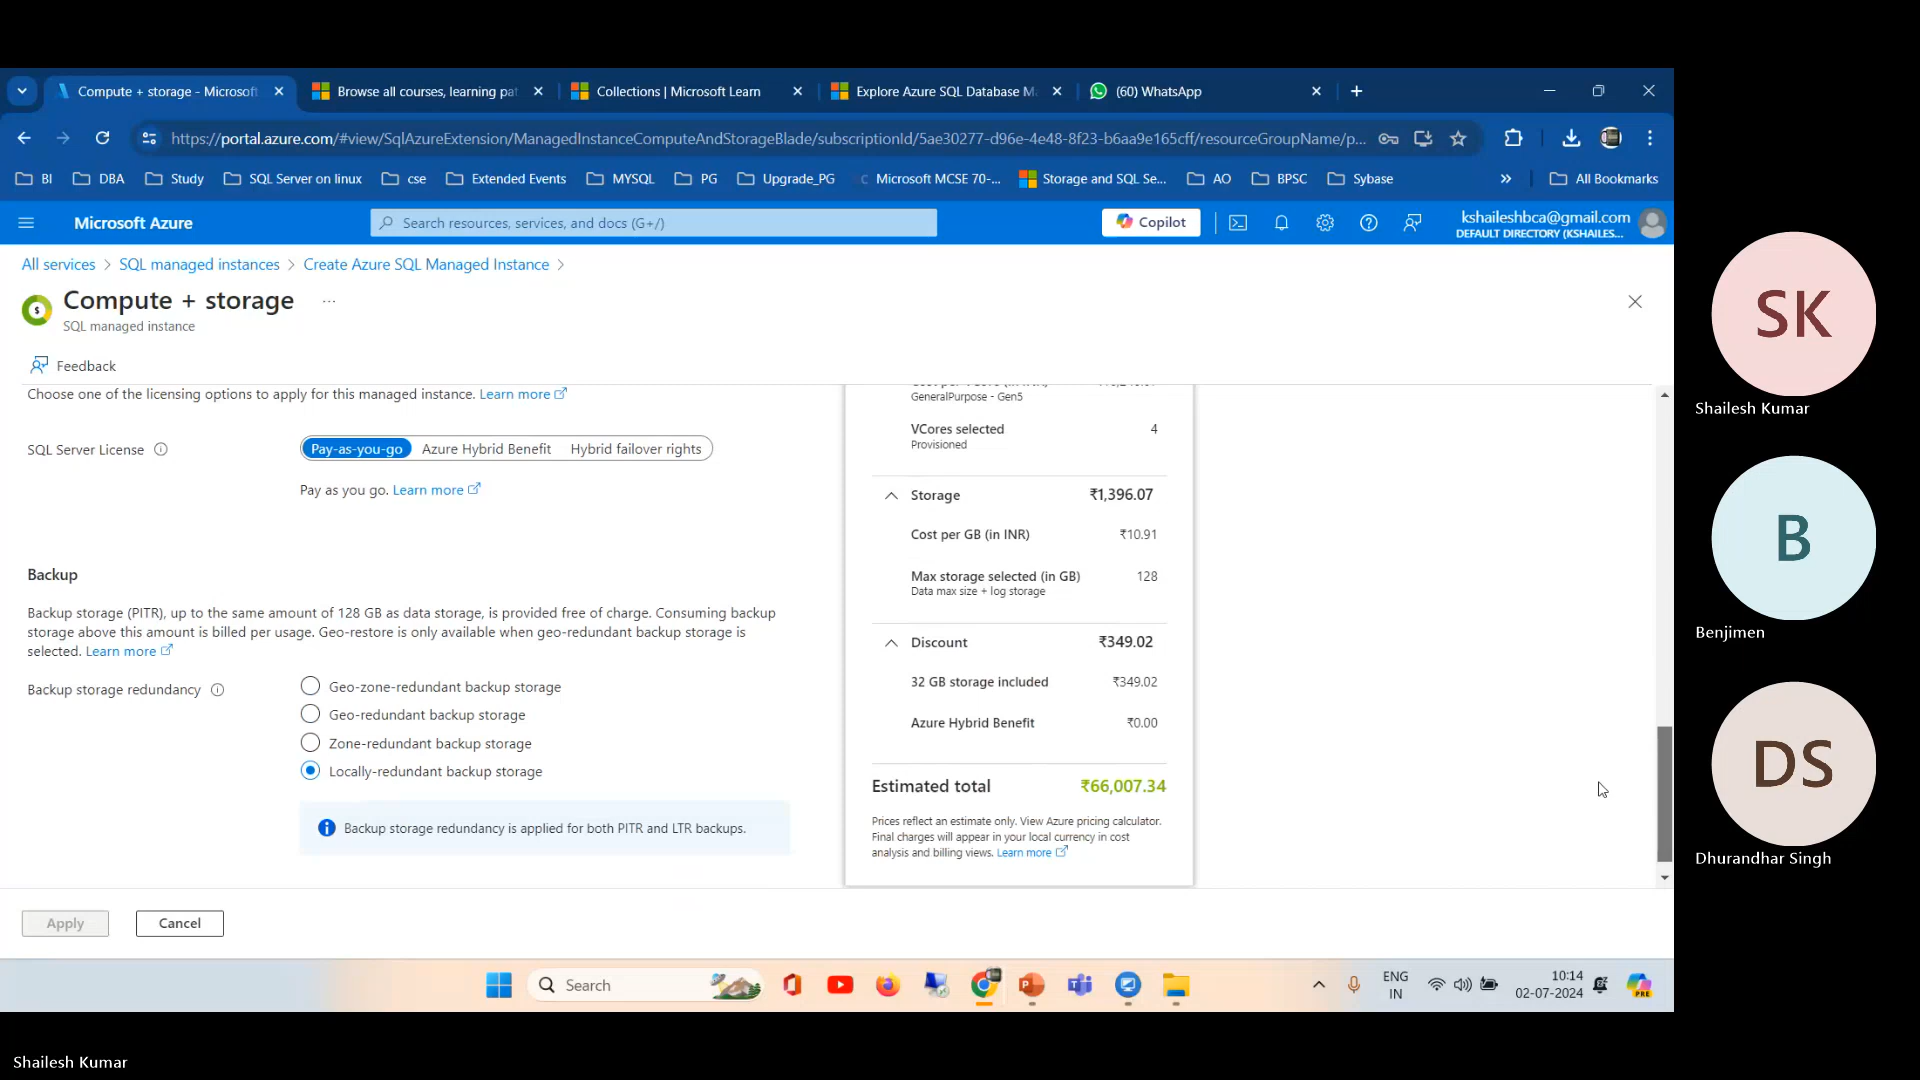 Compute + storage - Microsoft
Browse all courses, learning pat
Collections | Microsoft Learn
Explore Azure SQL Database Ma
(60) WhatsApp
https://portal.azure.com/#view/SqlAzureExtension/ManagedInstanceComputeAndStorageBlade/subscriptionId/5ae30277-d96e-4e48-8f23-b6aa9e165cff/resourceGroupName/p...
BI
DBA
Study
SQL Server on linux
cse
Extended Events
MYSQL
PG
Upgrade_PG
Microsoft MCSE 70-...
Storage and SQL Se...
AO
BPSC
Sybase
»
All Bookmarks
Microsoft Azure
Search resources, services, and docs (G+/)
Copilot
kshaileshbca@gmail.com
DEFAULT DIRECTORY (KSHAILES...
All services > SQL managed instances > Create Azure SQL Managed Instance >
Compute + storage ...
SQL managed instance
Feedback
Choose one of the licensing options to apply for this managed instance. Learn more
SQL Server License
Pay-as-you-go Azure Hybrid Benefit Hybrid failover rights
Pay as you go. Learn more
Backup
Backup storage (PITR), up to the same amount of 128 GB as data storage, is provided free of charge. Consuming backup
storage above this amount is billed per usage. Geo-restore is only available when geo-redundant backup storage is
selected. Learn more
Backup storage redundancy
Geo-zone-redundant backup storage
Geo-redundant backup storage
Zone-redundant backup storage
Locally-redundant backup storage
Backup storage redundancy is applied for both PITR and LTR backups.
GeneralPurpose - Gen5
VCores selected 4
Provisioned
Storage ₹1,396.07
Cost per GB (in INR) ₹10.91
Max storage selected (in GB) 128
Data max size + log storage
Discount ₹349.02
32 GB storage included ₹349.02
Azure Hybrid Benefit ₹0.00
Estimated total ₹66,007.34
Prices reflect an estimate only. View Azure pricing calculator.
Final charges will appear in your local currency in cost
analysis and billing views. Learn more
Apply
Cancel
Search
ENG
IN
10:14
02-07-2024
PRE
SK
Shailesh Kumar
B
Benjimen
DS
Dhurandhar Singh
Shailesh Kumar